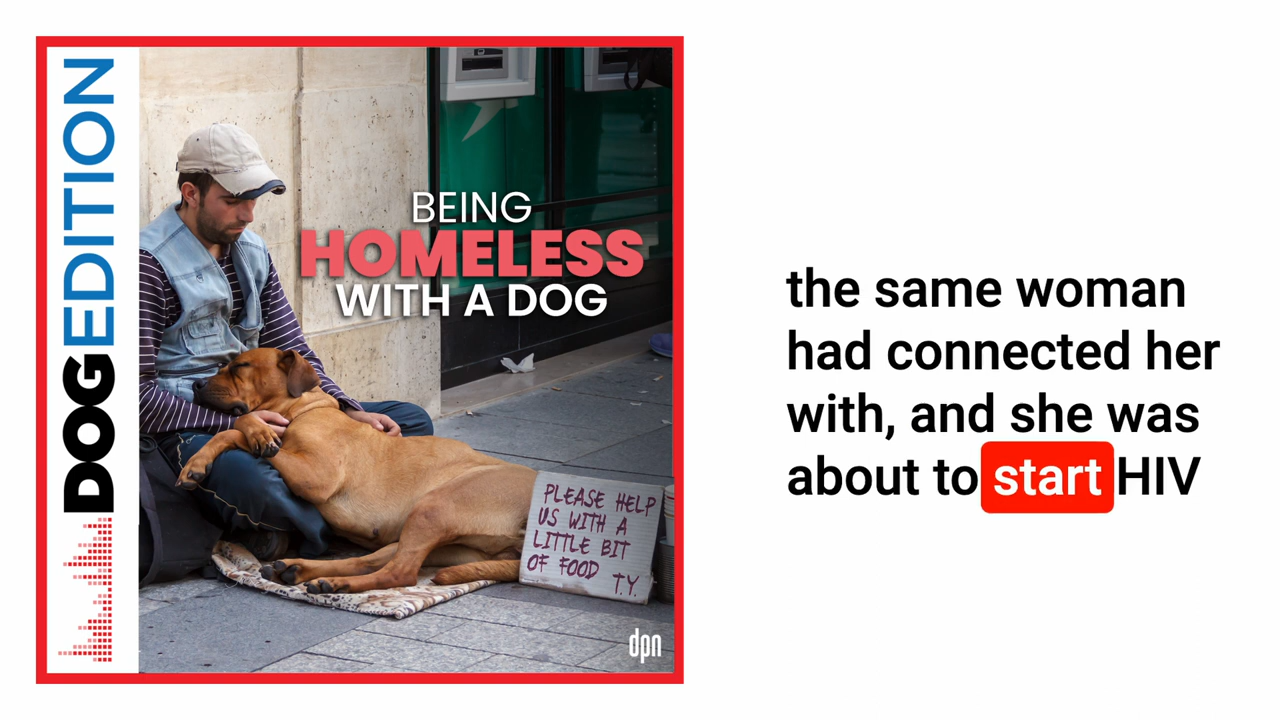 DOGEDITION
BEING
HOMELESS
WITH A DOG
PLEASE HELP
US WITH A
LITTLE BIT
OF FOOD T.Y.
dpn
the same woman
had connected her
with, and she was
about to start HIV